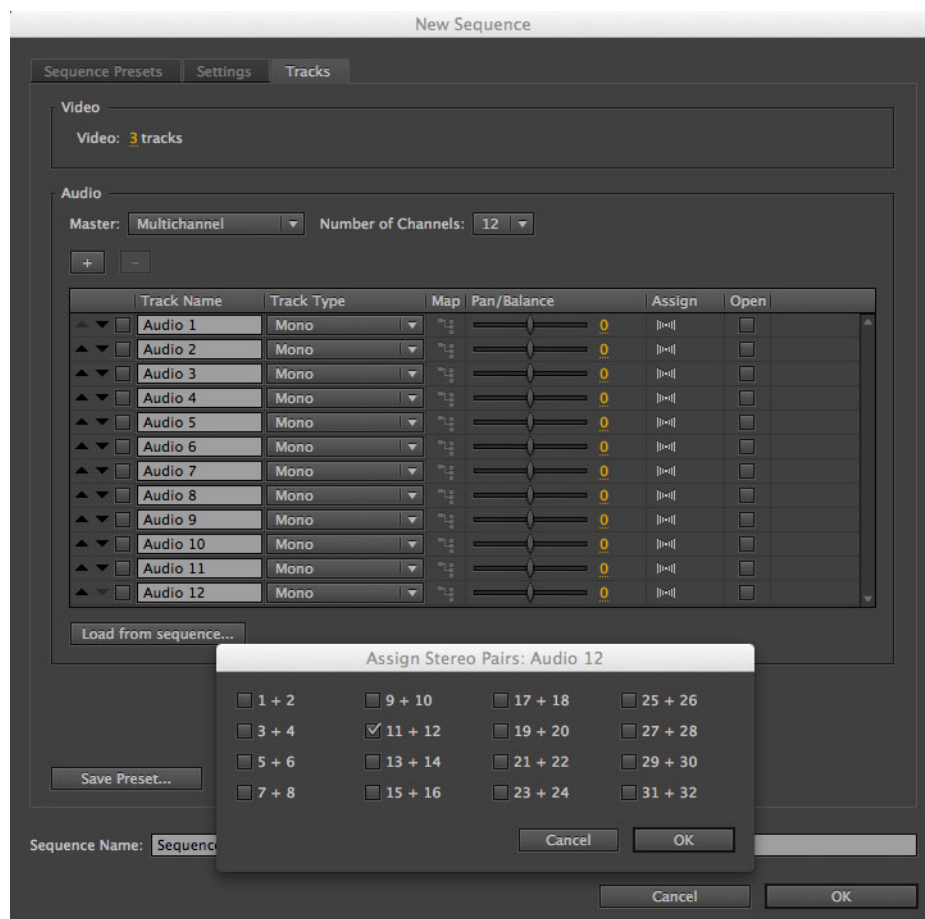 New Sequence
Sequence Presets Settings Tracks
Video
Video: 3 tracks
Audio
Master: Multichannel Number of Channels: 12
+ -
Track Name Track Type Map Pan/Balance Assign Open
Audio 1 Mono 0
Audio 2 Mono 0
Audio 3 Mono 0
Audio 4 Mono 0
Audio 5 Mono 0
Audio 6 Mono 0
Audio 7 Mono 0
Audio 8 Mono 0
Audio 9 Mono 0
Audio 10 Mono 0
Audio 11 Mono 0
Audio 12 Mono 0
Load from sequence...
Assign Stereo Pairs: Audio 12
1 + 2 9 + 10 17 + 18 25 + 26
3 + 4 11 + 12 19 + 20 27 + 28
5 + 6 13 + 14 21 + 22 29 + 30
7 + 8 15 + 16 23 + 24 31 + 32
Save Preset...
Cancel OK
Sequence Name: Sequenc
Cancel OK